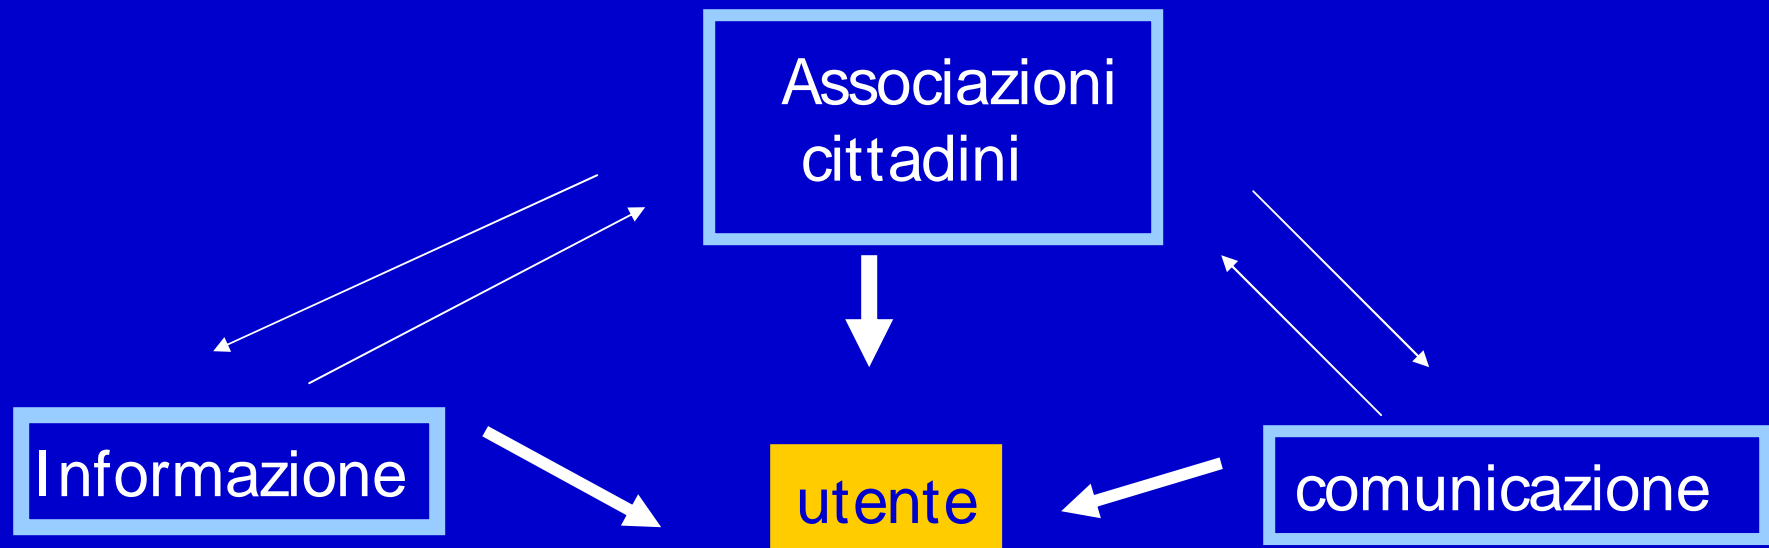 Associazioni
cittadini
Informazione
utente
comunicazione